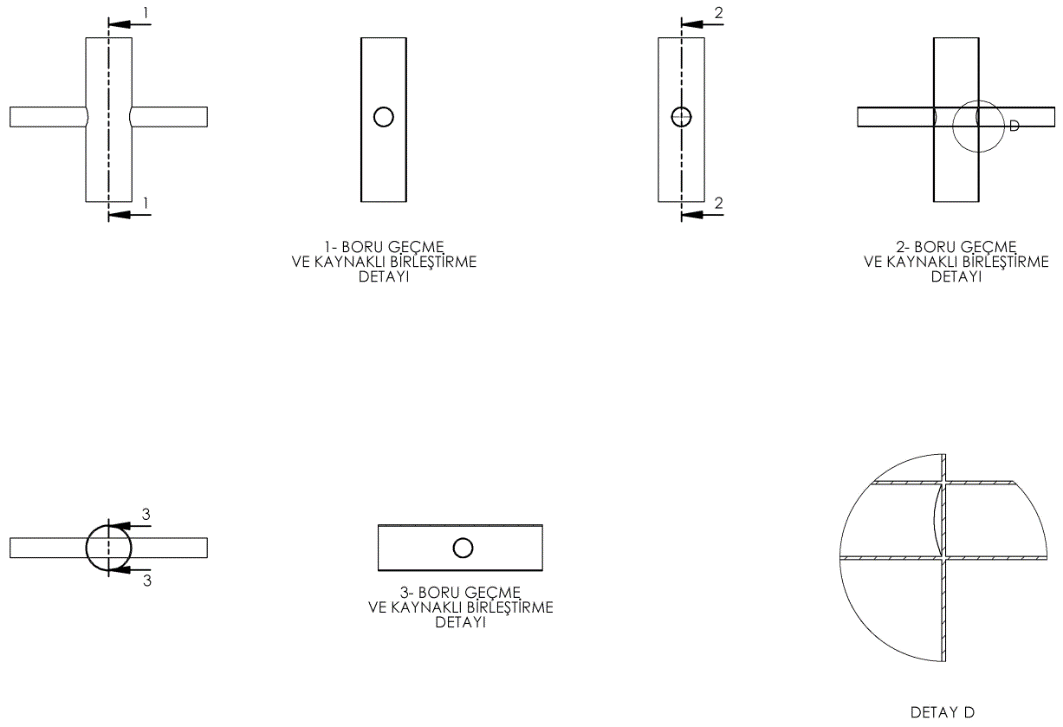 1
1
1- BORU GEÇME
VE KAYNAKLI BİRLEŞTİRME
DETAYI
2
2
D
2- BORU GEÇME
VE KAYNAKLI BİRLEŞTİRME
DETAYI
3
3
3- BORU GEÇME
VE KAYNAKLI BİRLEŞTİRME
DETAYI
DETAY D